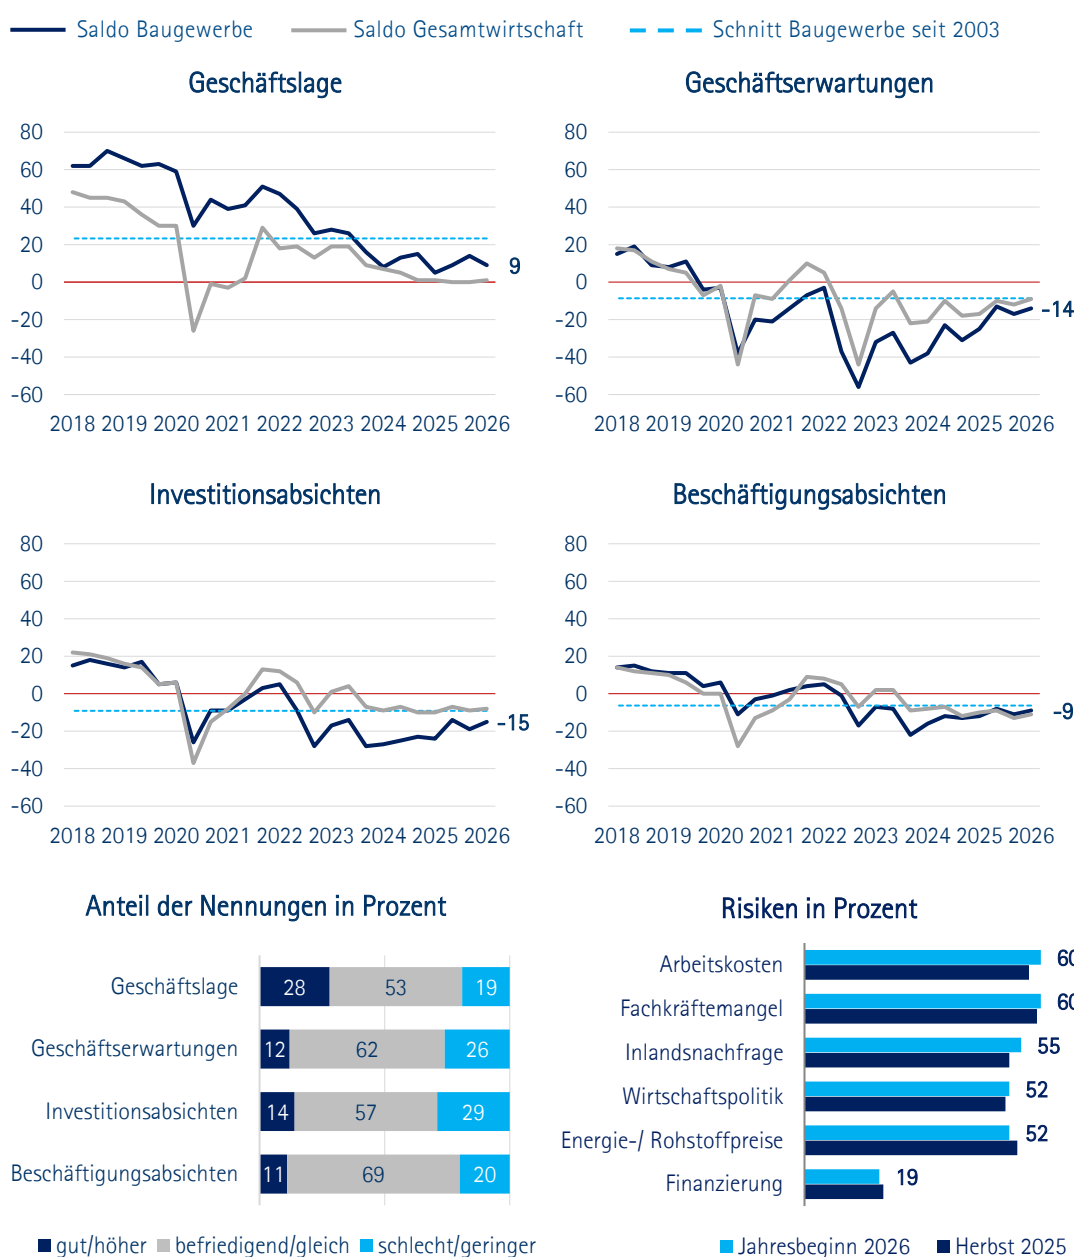 Saldo Baugewerbe Saldo Gesamtwirtschaft Schnitt Baugewerbe seit 2003
Geschäftslage
80
60
40
20
0
-20
-40
-60
9
2018 2019 2020 2021 2022 2023 2024 2025 2026
Geschäftserwartungen
80
60
40
20
0
-20
-40
-60
-14
2018 2019 2020 2021 2022 2023 2024 2025 2026
Investitionsabsichten
80
60
40
20
0
-20
-40
-60
-15
2018 2019 2020 2021 2022 2023 2024 2025 2026
Beschäftigungsabsichten
80
60
40
20
0
-20
-40
-60
-9
2018 2019 2020 2021 2022 2023 2024 2025 2026
Anteil der Nennungen in Prozent
Geschäftslage 28 53 19
Geschäftserwartungen 12 62 26
Investitionsabsichten 14 57 29
Beschäftigungsabsichten 11 69 20
gut/höher befriedigend/gleich schlecht/geringer
Risiken in Prozent
Arbeitskosten 60
Fachkräftemangel 60
Inlandsnachfrage 55
Wirtschaftspolitik 52
Energie-/ Rohstoffpreise 52
Finanzierung 19
Jahresbeginn 2026 Herbst 2025